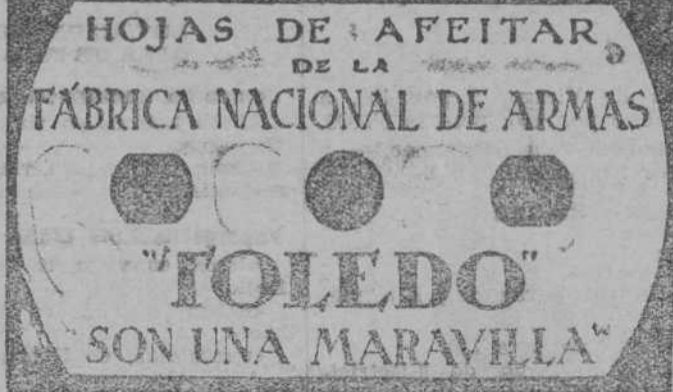 HOJAS DE AFEITAR
DE LA
FÁBRICA NACIONAL DE ARMAS
"TOLEDO"
"SON UNA MARAVILLA"